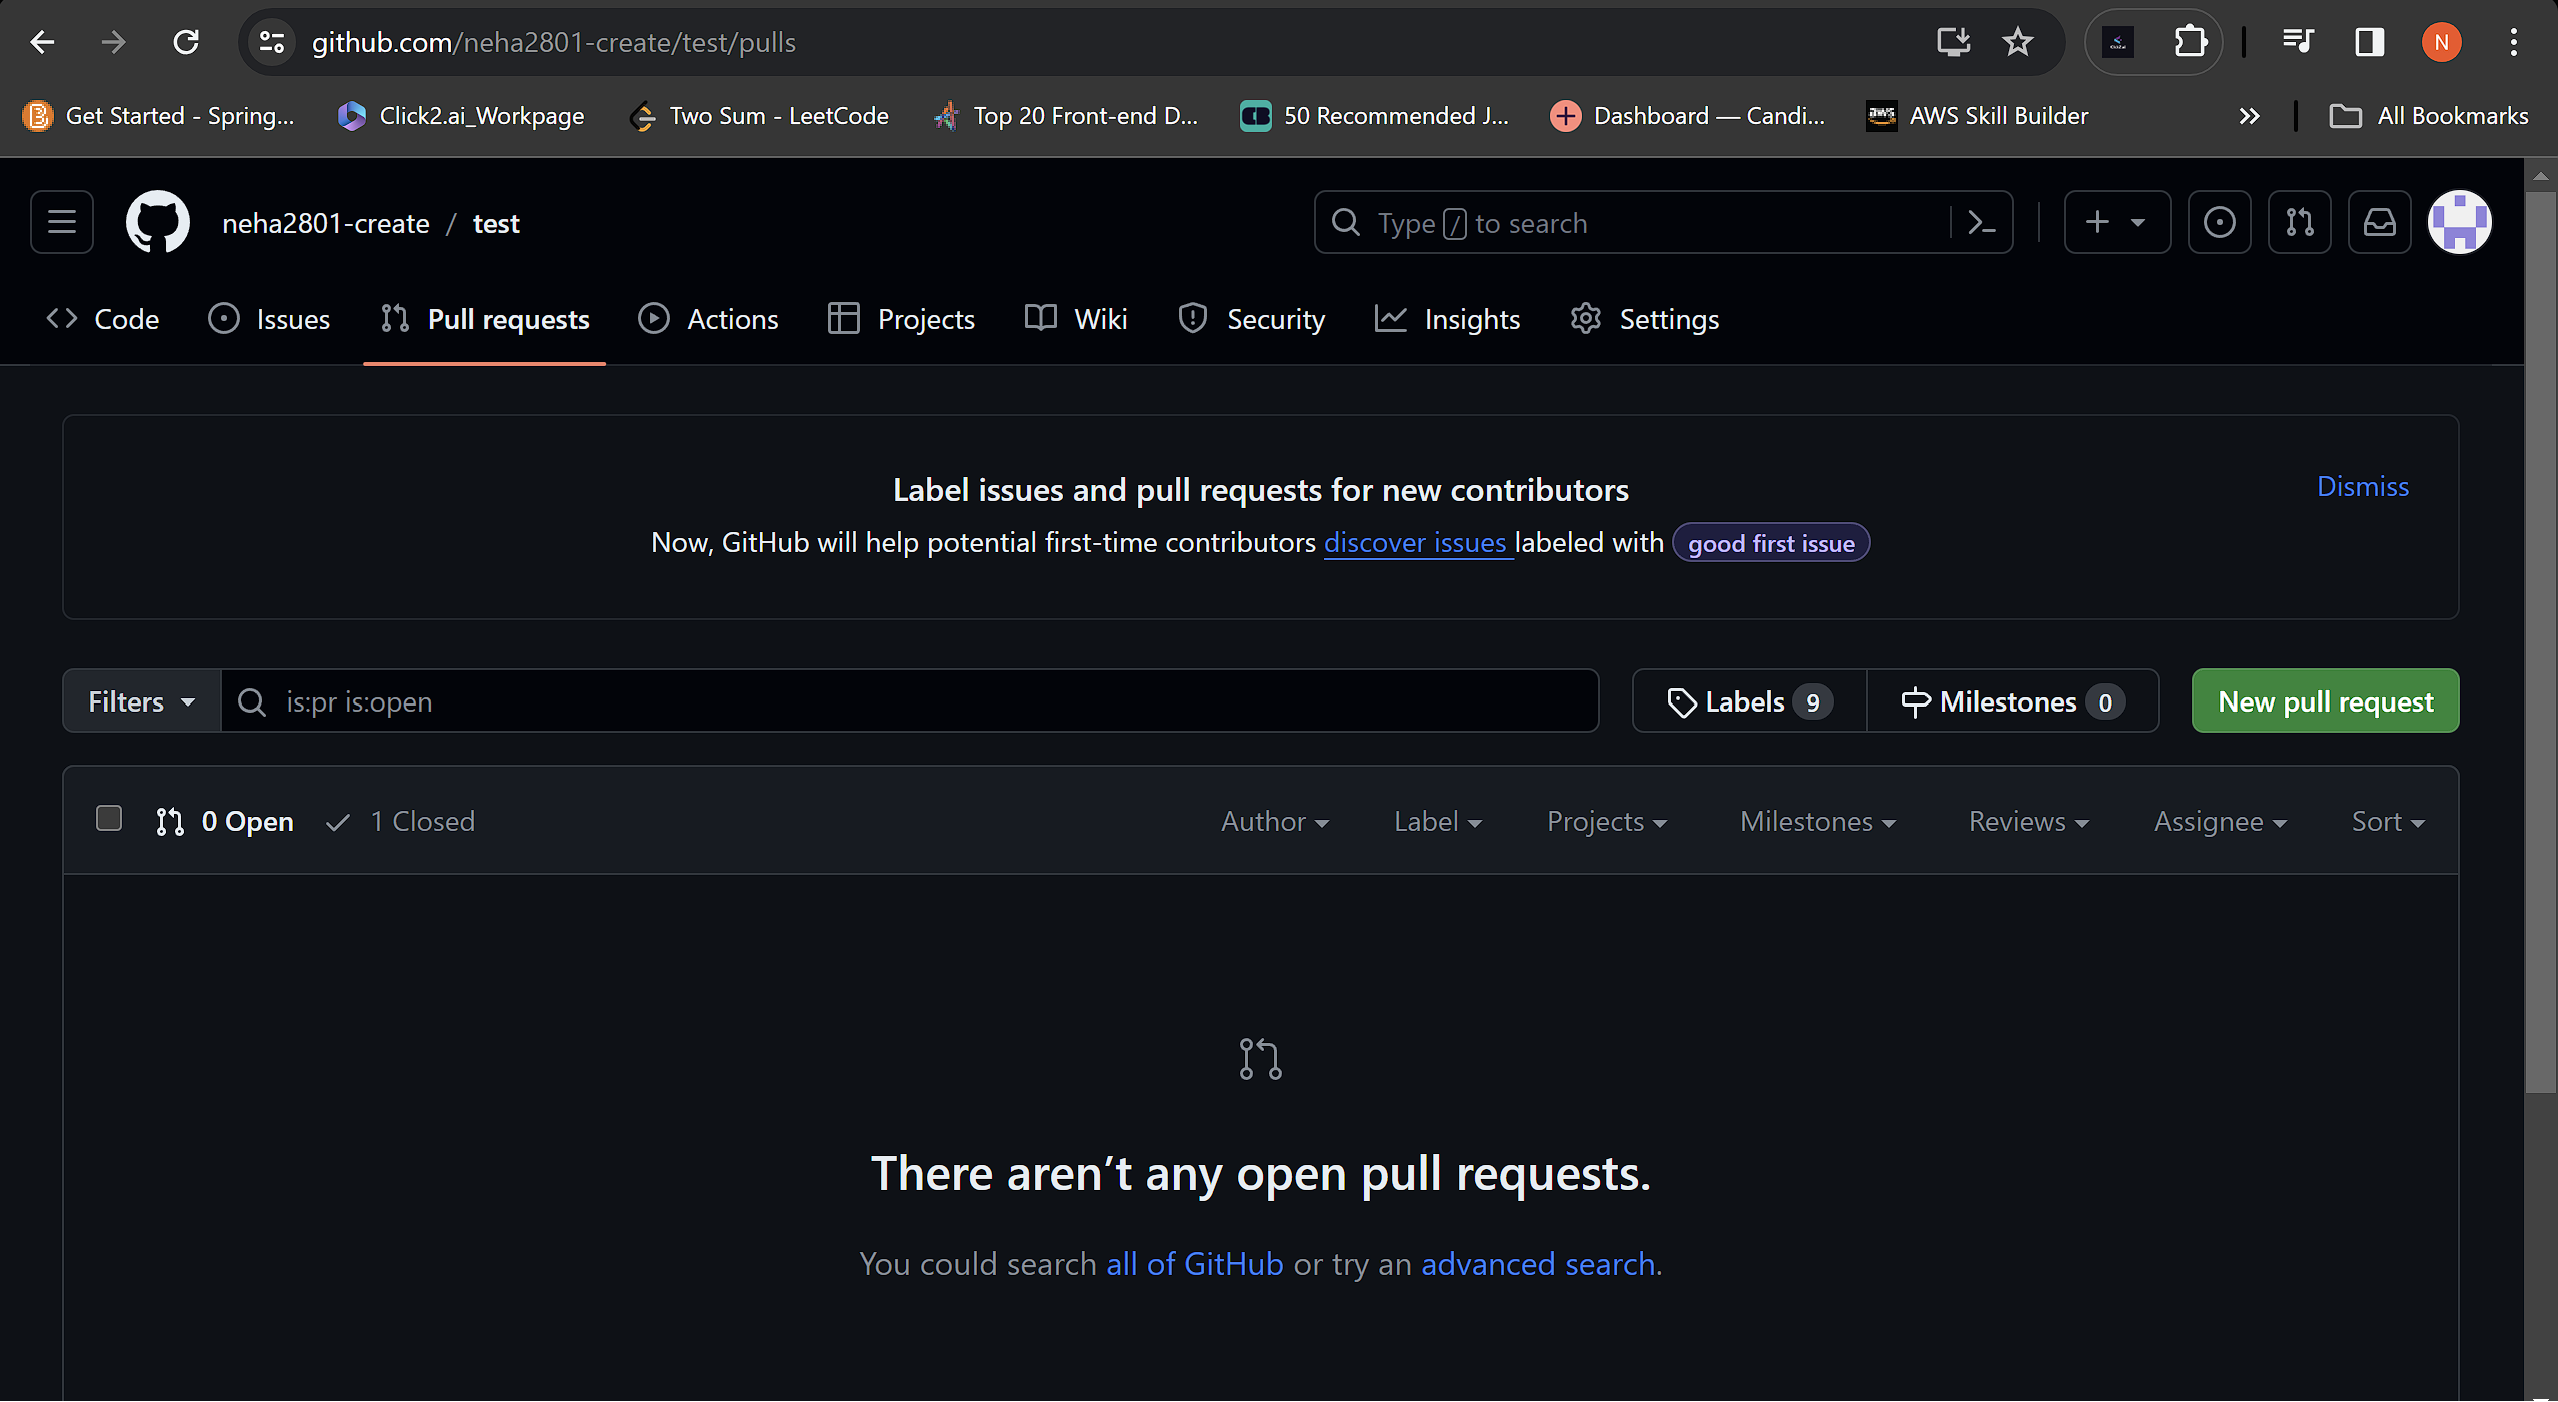 github.com/neha2801-create/test/pulls
N
Get Started - Spring... Click2.ai_Workpage Two Sum - LeetCode Top 20 Front-end D... 50 Recommended J... Dashboard — Candi... AWS Skill Builder All Bookmarks
neha2801-create / test Type / to search
Code Issues Pull requests Actions Projects Wiki Security Insights Settings
Label issues and pull requests for new contributors
Dismiss
Now, GitHub will help potential first-time contributors discover issues labeled with good first issue
Filters is:pr is:open Labels 9 Milestones 0 New pull request
0 Open 1 Closed Author Label Projects Milestones Reviews Assignee Sort
There aren’t any open pull requests.
You could search all of GitHub or try an advanced search.